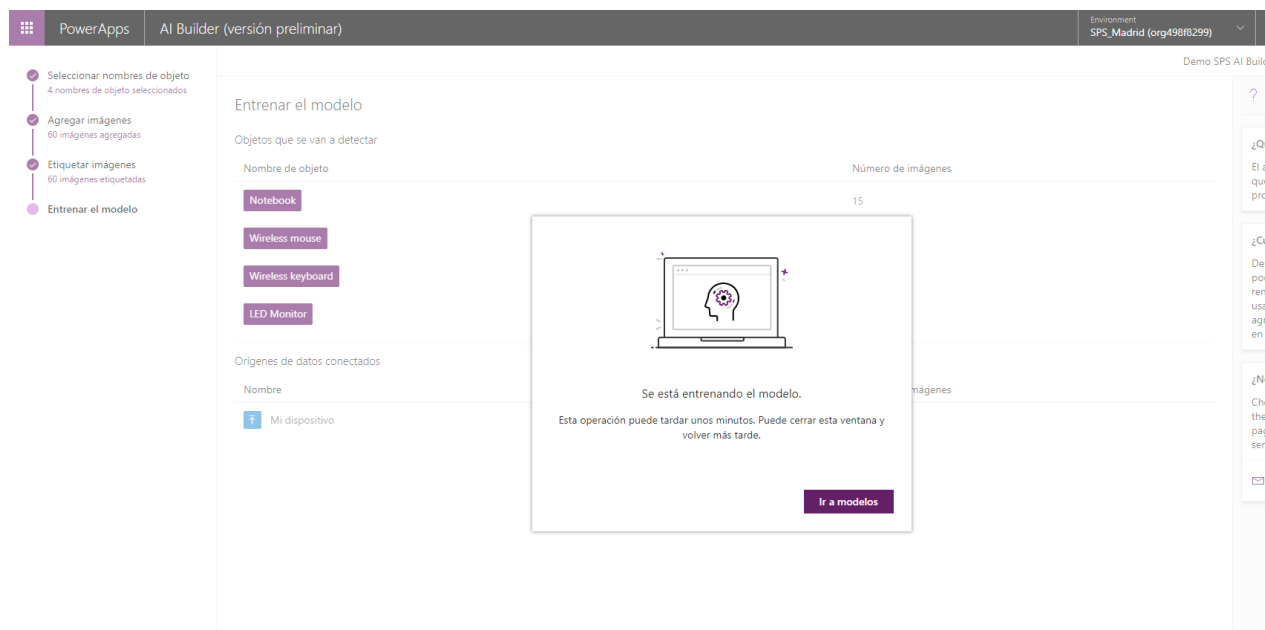 PowerApps
AI Builder (versión preliminar)
Environment
SPS_Madrid (org498f8299)
Demo SPS AI
Seleccionar nombres de objeto
4 nombres de objeto seleccionados
Agregar imágenes
60 imágenes agregadas
Etiquetar imágenes
60 imágenes etiquetadas
Entrenar el modelo
Entrenar el modelo
Objetos que se van a detectar
Nombre de objeto
Número de imágenes
Notebook
15
Wireless mouse
Wireless keyboard
LED Monitor
Orígenes de datos conectados
Nombre
Mi dispositivo
Se está entrenando el modelo.
Esta operación puede tardar unos minutos. Puede cerrar esta ventana y
volver más tarde.
Ir a modelos
?
El
en